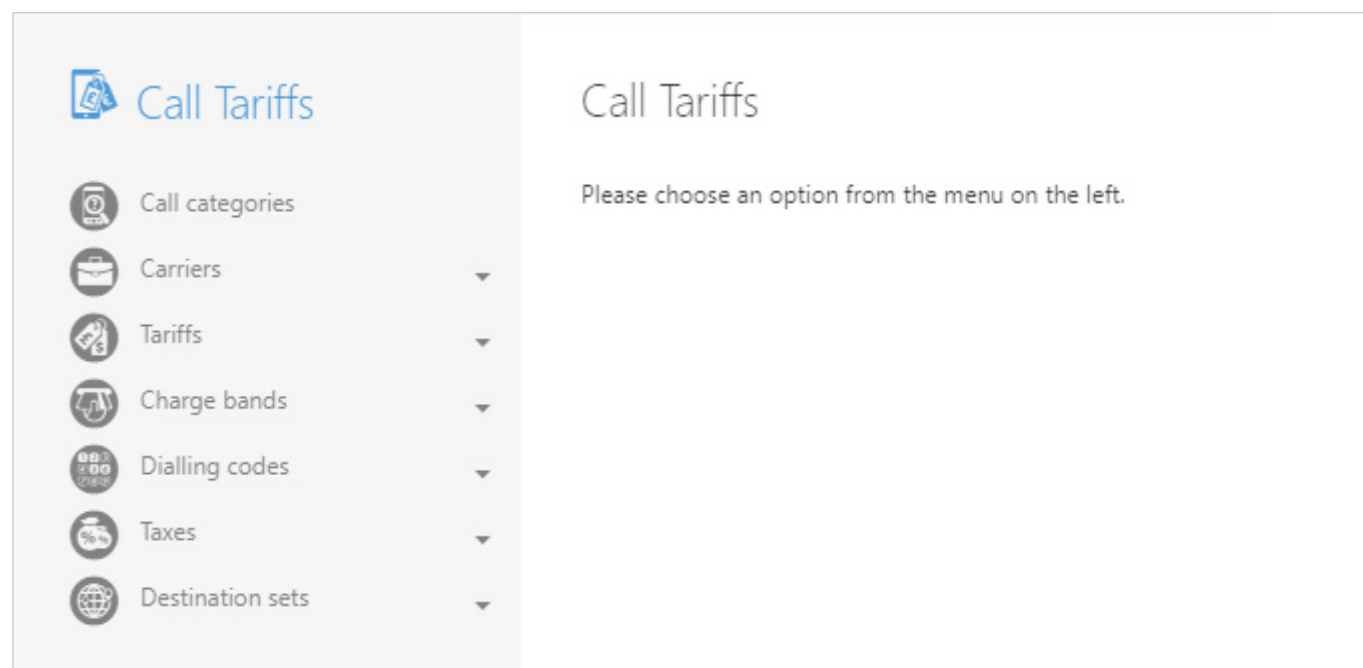 Call Tariffs
Call categories
Carriers
Tariffs
Charge bands
Dialling codes
Taxes
Destination sets
Call Tariffs
Please choose an option from the menu on the left.